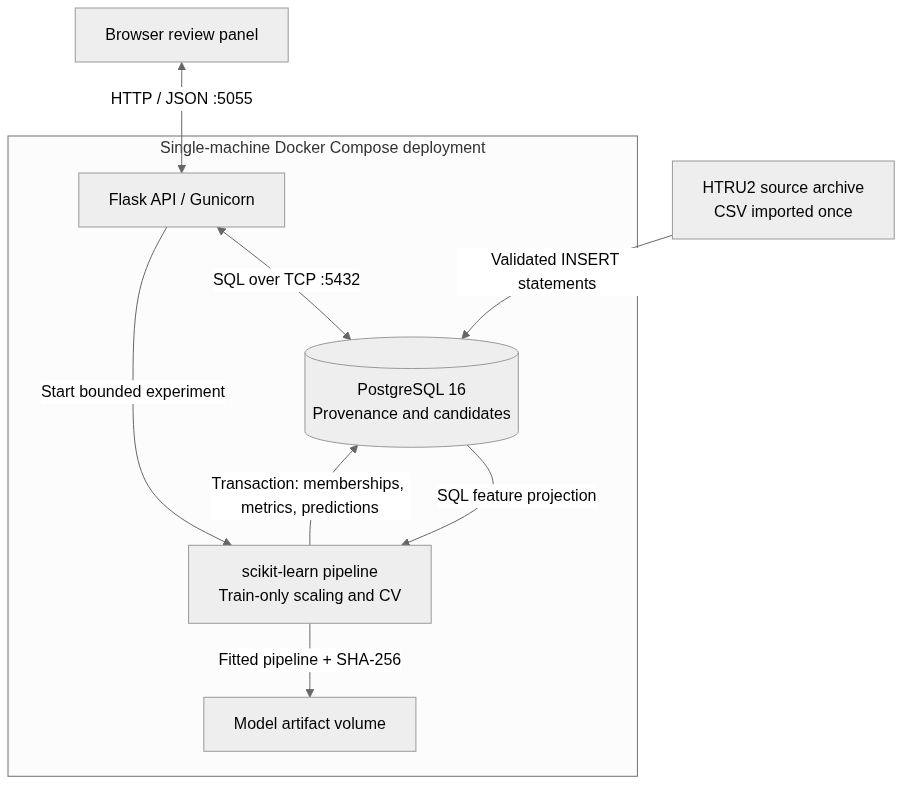 Browser review panel
HTTP / JSON :5055
Single-machine Docker Compose deployment
Flask API / Gunicorn
HTRU2 source archive
CSV imported once
SQL over TCP :5432
Validated INSERT
statements
Start bounded experiment
PostgreSQL 16
Provenance and candidates
Transaction: memberships,
metrics, predictions
SQL feature projection
scikit-learn pipeline
Train-only scaling and CV
Fitted pipeline + SHA-256
Model artifact volume